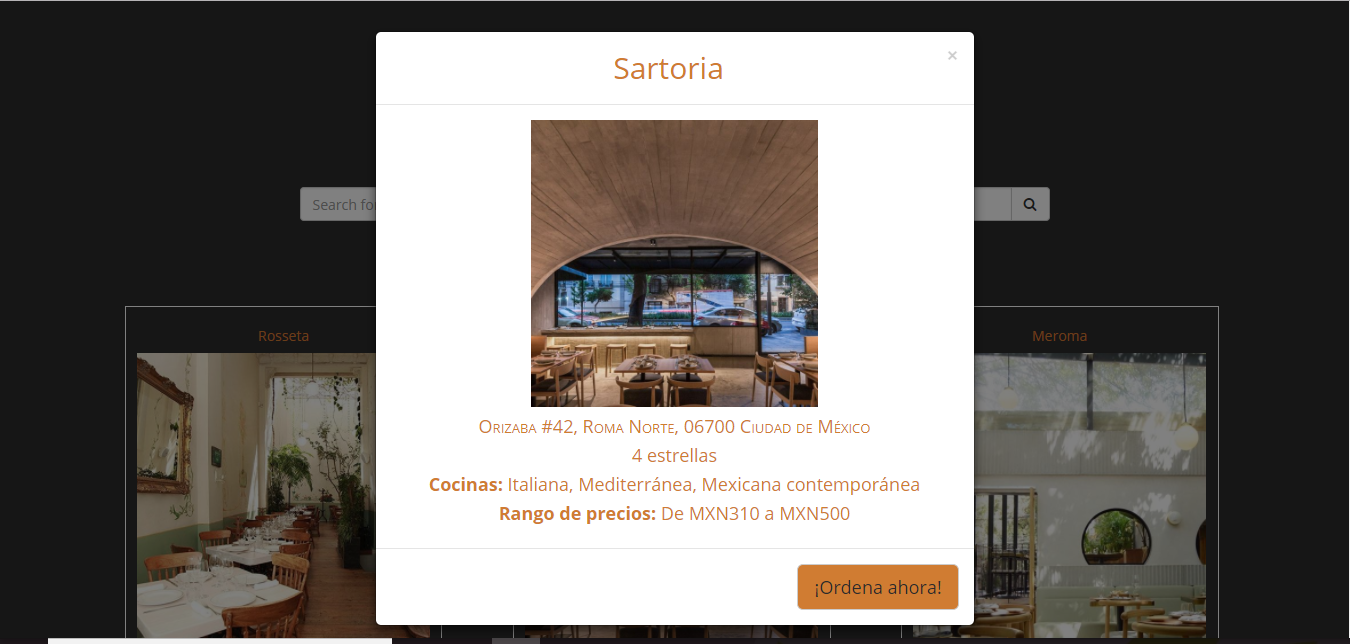 Sartoria
×
Search for
Rosseta
Meroma
Orizaba #42, Roma Norte, 06700 Ciudad de México
4 estrellas
Cocinas: Italiana, Mediterránea, Mexicana contemporánea
Rango de precios: De MXN310 a MXN500
¡Ordena ahora!